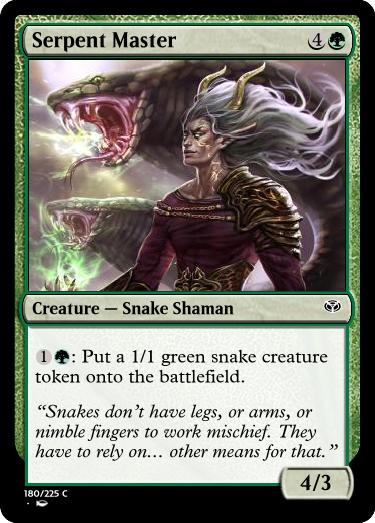 Serpent Master 4
Creature — Snake Shaman
1 : Put a 1/1 green snake creature
token onto the battlefield.
“Snakes don’t have legs, or arms, or
nimble fingers to work mischief. They
have to rely on… other means for that.”
4/3
180/225 C